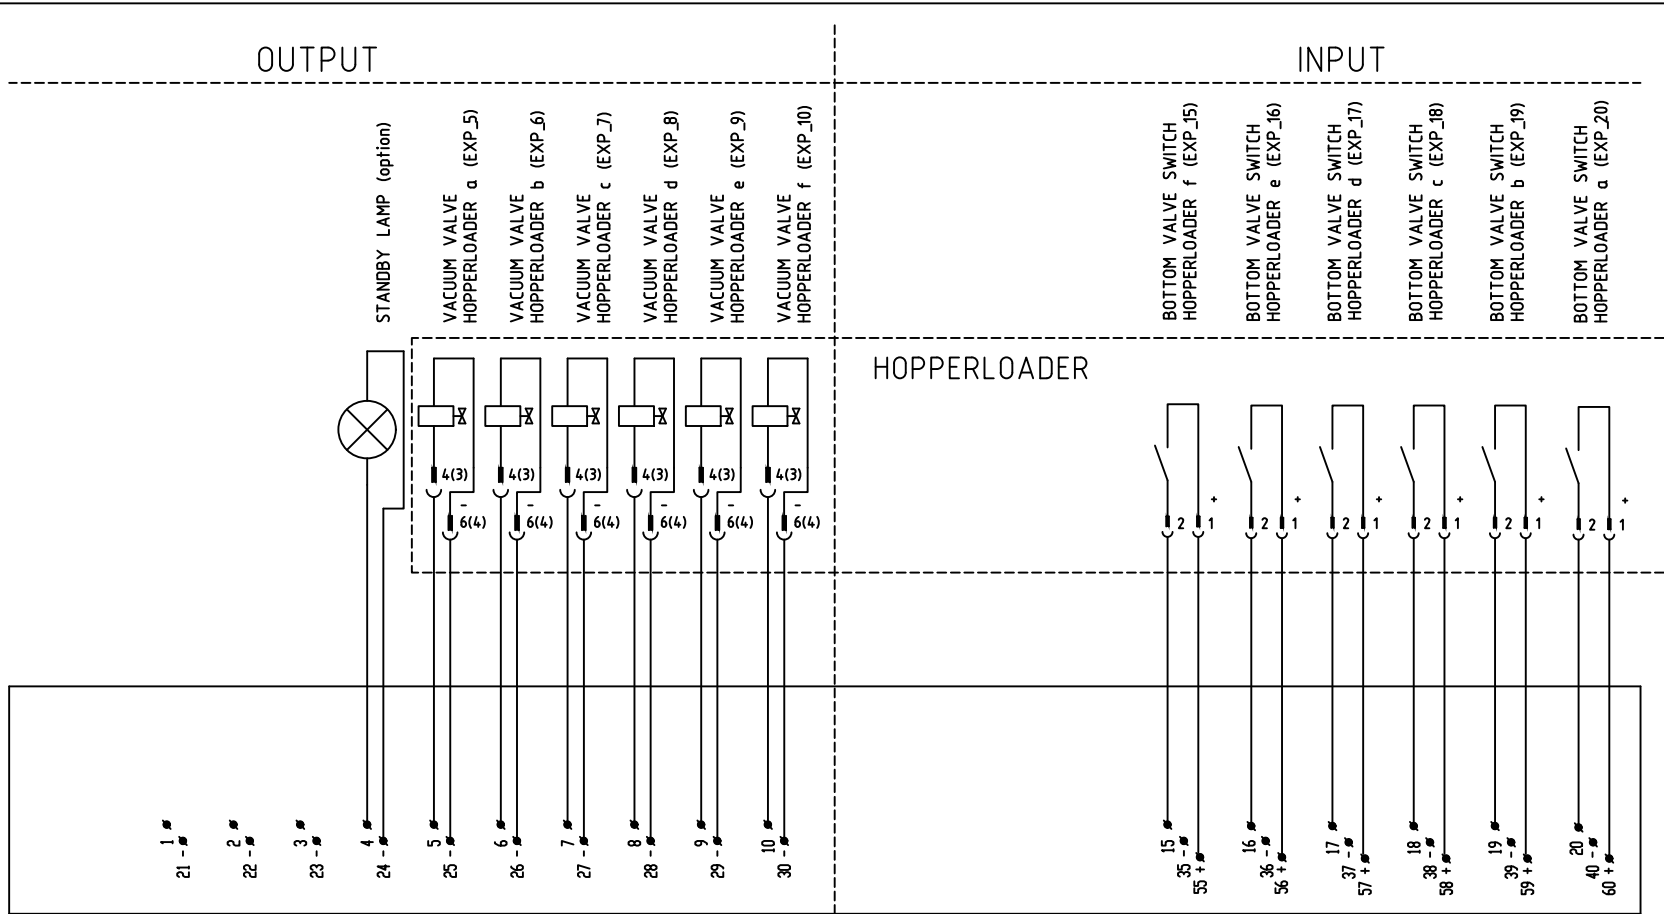 OUTPUT
INPUT
STANDBY LAMP (option)
VACUUM VALVE
HOPPERLOADER a (EXP_5)
VACUUM VALVE
HOPPERLOADER b (EXP_6)
VACUUM VALVE
HOPPERLOADER c (EXP_7)
VACUUM VALVE
HOPPERLOADER d (EXP_8)
VACUUM VALVE
HOPPERLOADER e (EXP_9)
VACUUM VALVE
HOPPERLOADER f (EXP_10)
BOTTOM VALVE SWITCH
HOPPERLOADER f (EXP_15)
BOTTOM VALVE SWITCH
HOPPERLOADER e (EXP_16)
BOTTOM VALVE SWITCH
HOPPERLOADER d (EXP_17)
BOTTOM VALVE SWITCH
HOPPERLOADER c (EXP_18)
BOTTOM VALVE SWITCH
HOPPERLOADER b (EXP_19)
BOTTOM VALVE SWITCH
HOPPERLOADER a (EXP_20)
HOPPERLOADER
4(3)
4(3)
4(3)
4(3)
4(3)
4(3)
- - - - - -
6(4)
6(4)
6(4)
6(4)
6(4)
6(4)
+ + + + + +
2 1
2 1
2 1
2 1
2 1
2 1
1
21 -
2
22 -
3
23 -
4
24 -
5
25 -
6
26 -
7
27 -
8
28 -
9
29 -
10
30 -
15
35 -
55 +
16
36 -
56 +
17
37 -
57 +
18
38 -
58 +
19
39 -
59 +
20
40 -
60 +